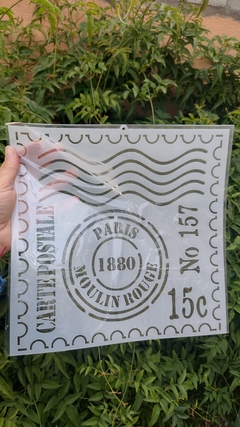 CARTE POSTALE
PARIS
1880
MOULIN ROUGE
No 157
15c